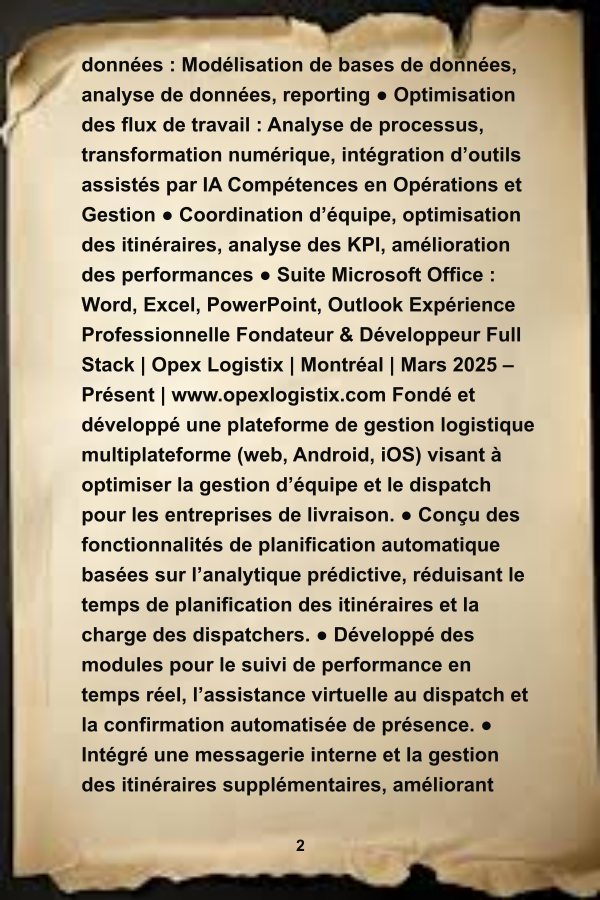 données : Modélisation de bases de données,
analyse de données, reporting ● Optimisation
des flux de travail : Analyse de processus,
transformation numérique, intégration d’outils
assistés par IA Compétences en Opérations et
Gestion ● Coordination d’équipe, optimisation
des itinéraires, analyse des KPI, amélioration
des performances ● Suite Microsoft Office :
Word, Excel, PowerPoint, Outlook Expérience
Professionnelle Fondateur & Développeur Full
Stack | Opex Logistix | Montréal | Mars 2025 –
Présent | www.opexlogistix.com Fondé et
développé une plateforme de gestion logistique
multiplateforme (web, Android, iOS) visant à
optimiser la gestion d’équipe et le dispatch
pour les entreprises de livraison. ● Conçu des
fonctionnalités de planification automatique
basées sur l’analytique prédictive, réduisant le
temps de planification des itinéraires et la
charge des dispatchers. ● Développé des
modules pour le suivi de performance en
temps réel, l’assistance virtuelle au dispatch et
la confirmation automatisée de présence. ●
Intégré une messagerie interne et la gestion
des itinéraires supplémentaires, améliorant
2